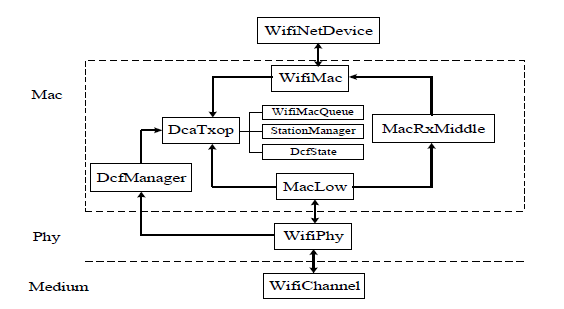 WifiNetDevice
WifiMac
Mac
WifiMacQueue
DcaTxop
StationManager
MacRxMiddle
DcfState
DcfManager
MacLow
Phy
WifiPhy
Medium
WifiChannel